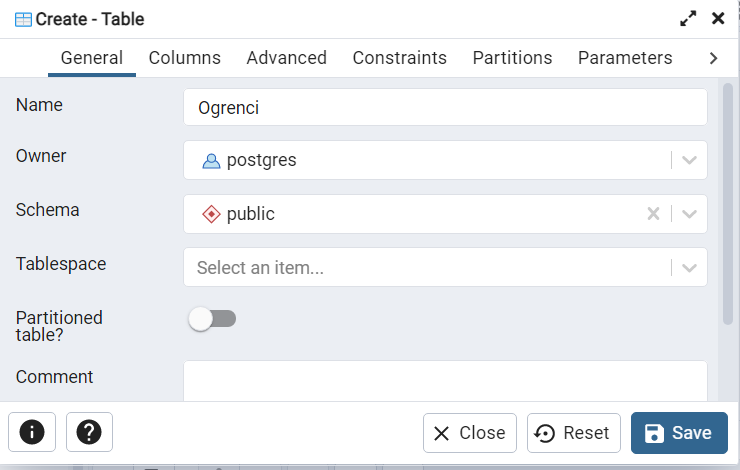 Create - Table
General Columns Advanced Constraints Partitions Parameters
Name Ogrenci
Owner postgres
Schema public
Tablespace Select an item...
Partitioned
table?
Comment
Close Reset Save